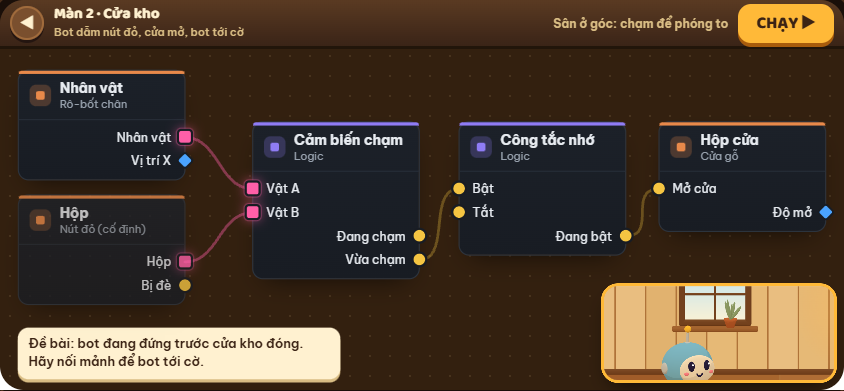 Màn 2 · Cửa kho
Bot dẫm nút đỏ, cửa mở, bot tới cờ
Sân ở góc: chạm để phóng to
CHẠY
Nhân vật
Rô-bốt chân
Nhân vật
Vị trí X
Hộp
Nút đỏ (cố định)
Hộp
Bị đè
Cảm biến chạm
Logic
Vật A
Vật B
Đang chạm
Vừa chạm
Công tắc nhớ
Logic
Bật
Tắt
Đang bật
Hộp cửa
Cửa gỗ
Mở cửa
Độ mở
Đề bài: bot đang đứng trước cửa kho đóng.
Hãy nối mảnh để bot tới cờ.